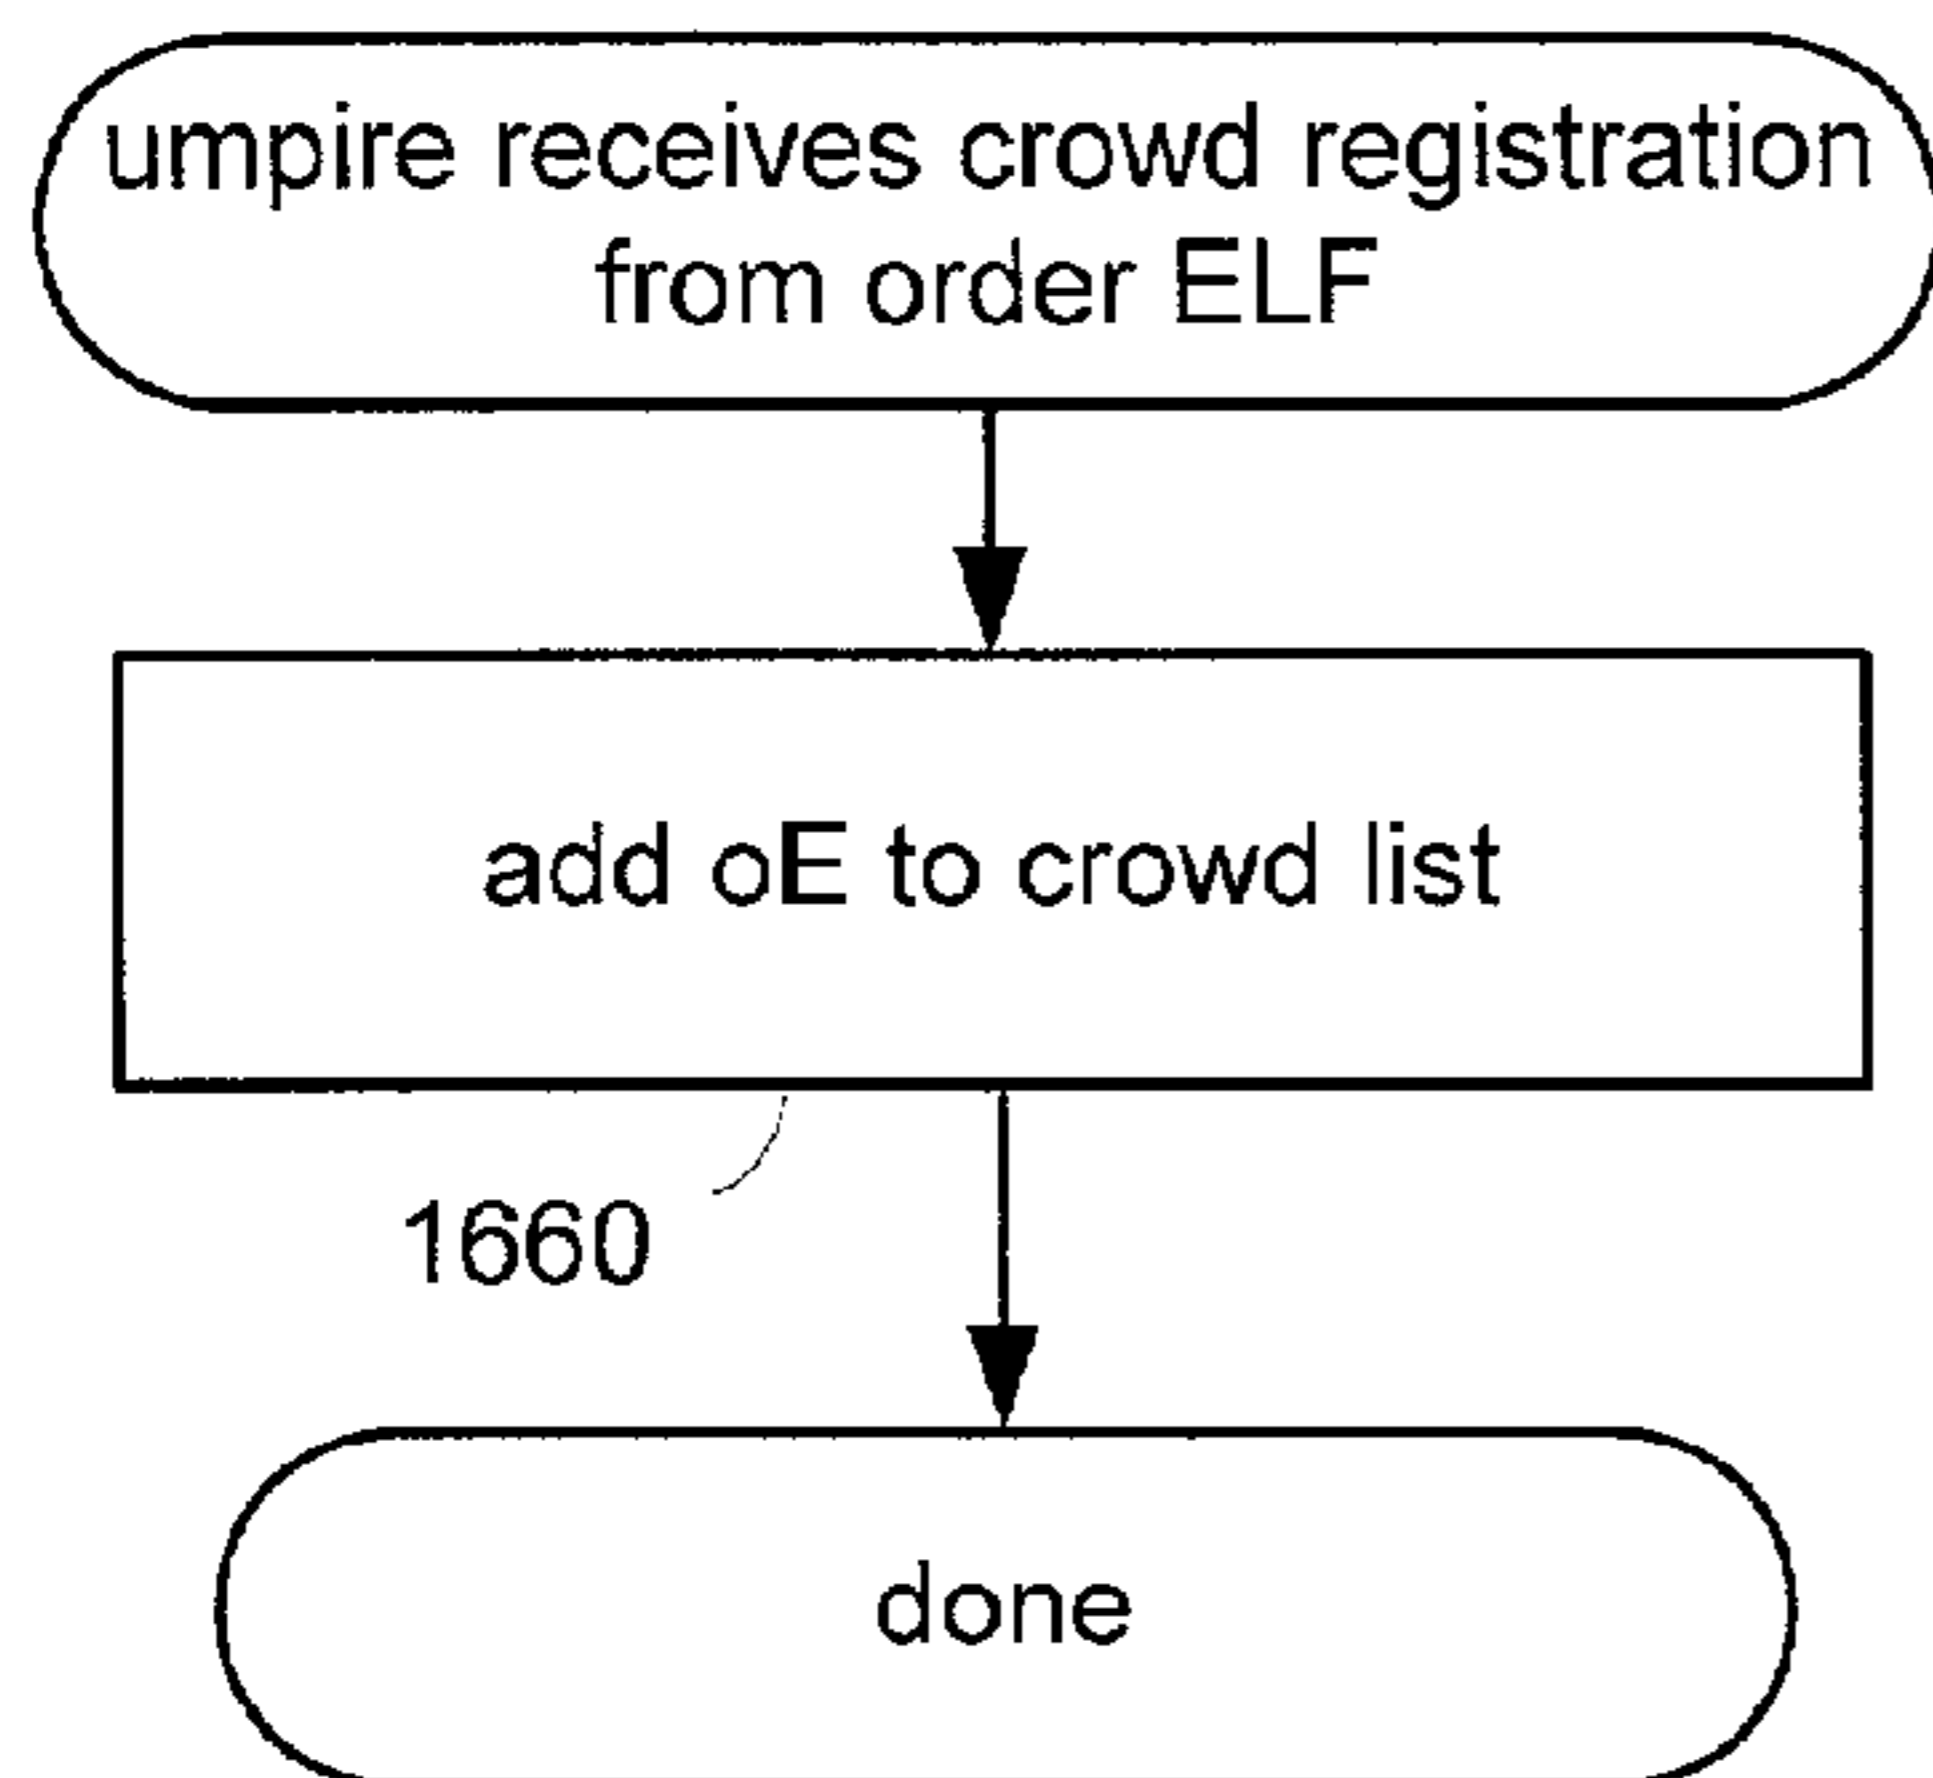 umpire receives crowd registration
from order ELF
add oE to crowd list
1660
done